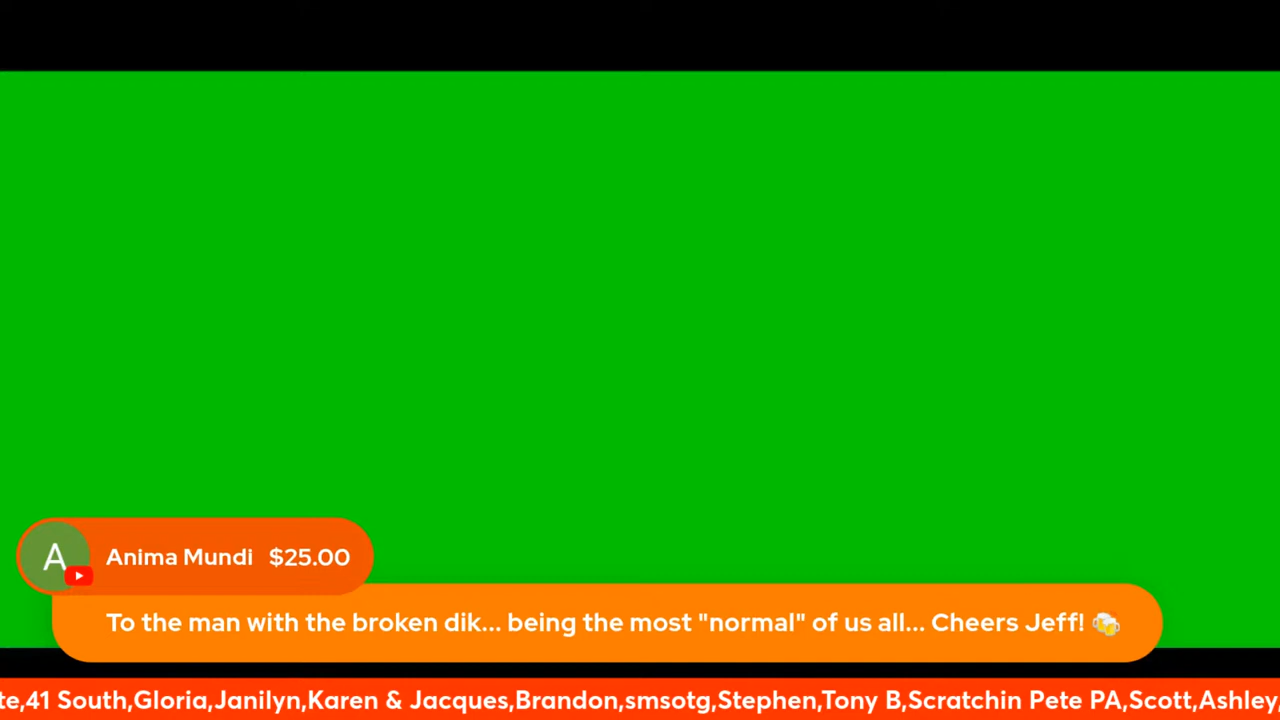 A
Anima Mundi $25.00
To the man with the broken dik... being the most "normal" of us all... Cheers Jeff! 🍻
te,41 South,Gloria,Janilyn,Karen & Jacques,Brandon,smsotg,Stephen,Tony B,Scratchin Pete PA,Scott,Ashley,